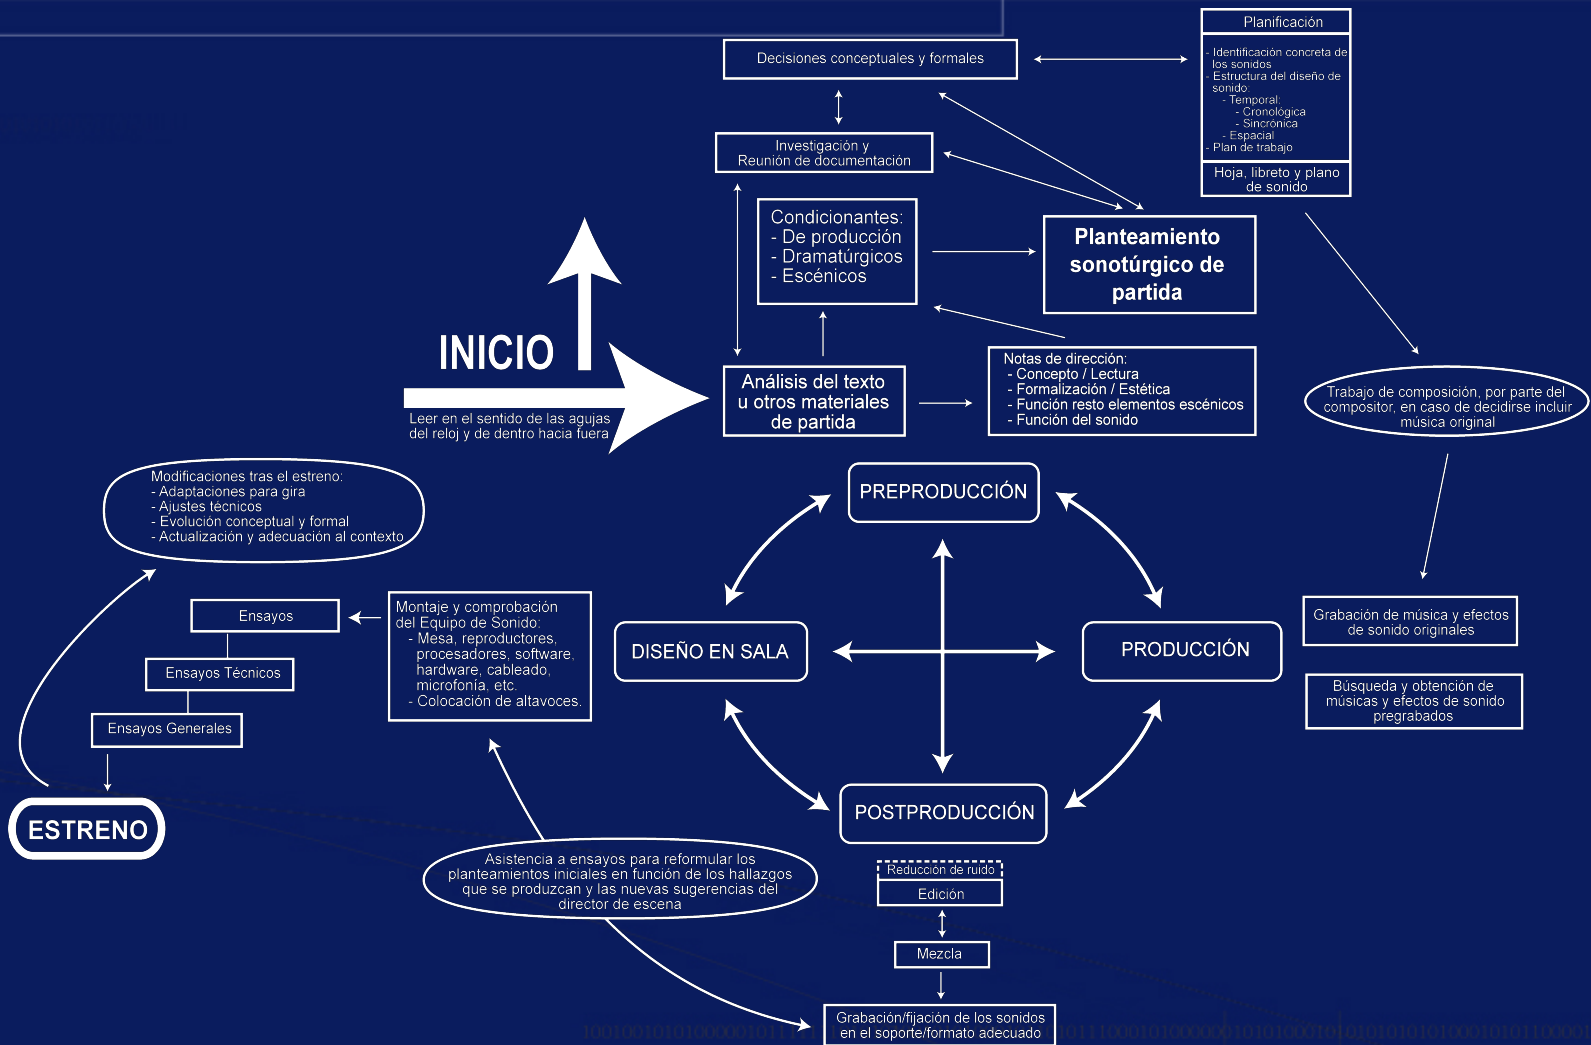 Planificación
- Identificación concreta de
los sonidos
- Estructura del diseño de
sonido:
- Temporal:
- Cronológica
- Sincrónica
- Espacial
- Plan de trabajo
Hoja, libreto y plano
de sonido
Decisiones conceptuales y formales
Investigación y
Reunión de documentación
Condicionantes:
- De producción
- Dramatúrgicos
- Escénicos
Planteamiento
sonotúrgico de
partida
INICIO
Leer en el sentido de las agujas
del reloj y de dentro hacia fuera
Análisis del texto
u otros materiales
de partida
Notas de dirección:
- Concepto / Lectura
- Formalización / Estética
- Función resto elementos escénicos
- Función del sonido
Trabajo de composición, por parte del
compositor, en caso de decidirse incluir
música original
Modificaciones tras el estreno:
- Adaptaciones para gira
- Ajustes técnicos
- Evolución conceptual y formal
- Actualización y adecuación al contexto
PREPRODUCCIÓN
DISEÑO EN SALA
PRODUCCIÓN
POSTPRODUCCIÓN
Grabación de música y efectos
de sonido originales
Búsqueda y obtención de
músicas y efectos de sonido
pregrabados
Montaje y comprobación
del Equipo de Sonido:
- Mesa, reproductores,
procesadores, software,
hardware, cableado,
microfonía, etc.
- Colocación de altavoces.
Ensayos
Ensayos Técnicos
Ensayos Generales
ESTRENO
Asistencia a ensayos para reformular los
planteamientos iniciales en función de los hallazgos
que se produzcan y las nuevas sugerencias del
director de escena
Reducción de ruido
Edición
Mezcla
Grabación/fijación de los sonidos
en el soporte/formato adecuado